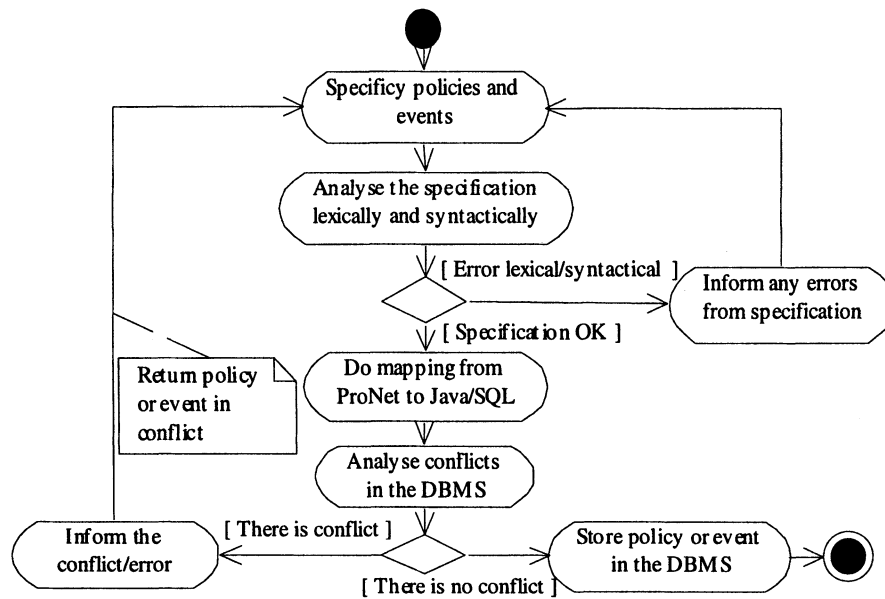 Specificy policies and
events
Analyse the specification
lexically and syntactically
[ Error lexical/syntactical ]
Inform any errors
from specification
[ Specification OK ]
Return policy
or event in
conflict
Do mapping from
ProNet to Java/SQL
Analyse conflicts
in the DBMS
[ There is conflict ]
Inform the
conflict/error
Store policy or event
in the DBMS
[ There is no conflict ]